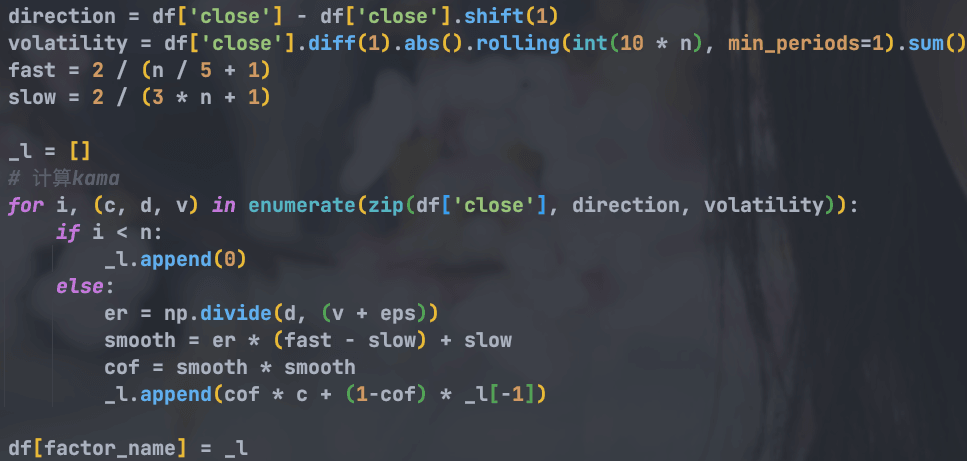 direction = df['close'] - df['close'].shift(1)
volatility = df['close'].diff(1).abs().rolling(int(10 * n), min_periods=1).sum()
fast = 2 / (n / 5 + 1)
slow = 2 / (3 * n + 1)
_l = []
# 计算kama
for i, (c, d, v) in enumerate(zip(df['close'], direction, volatility)):
    if i < n:
        _l.append(0)
    else:
        er = np.divide(d, (v + eps))
        smooth = er * (fast - slow) + slow
        cof = smooth * smooth
        _l.append(cof * c + (1-cof) * _l[-1])
df[factor_name] = _l